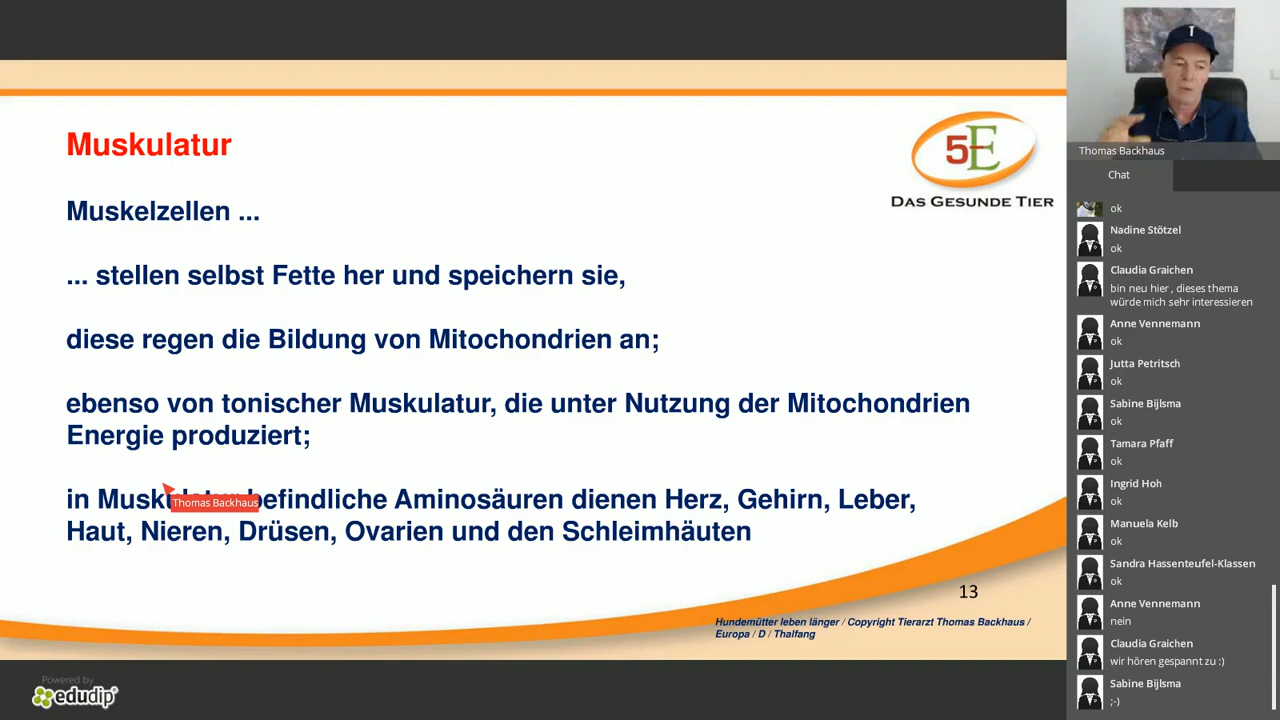 Muskulatur
Muskelzellen ...
... stellen selbst Fette her und speichern sie,
diese regen die Bildung von Mitochondrien an;
ebenso von tonischer Muskulatur, die unter Nutzung der Mitochondrien
Energie produziert;
in Muskulatur befindliche Aminosäuren dienen Herz, Gehirn, Leber,
Haut, Nieren, Drüsen, Ovarien und den Schleimhäuten
Thomas Backhaus
5E
DAS GESUNDE TIER
13
Hundemütter leben länger / Copyright Tierarzt Thomas Backhaus /
Europa / D / Thalfang
Powered by
edudip
T
Thomas Backhaus
Chat
ok
Nadine Stötzel
ok
Claudia Graichen
bin neu hier , dieses thema
würde mich sehr interessieren
Anne Vennemann
ok
Jutta Petritsch
ok
Sabine Bijlsma
ok
Tamara Pfaff
ok
Ingrid Hoh
ok
Manuela Kelb
ok
Sandra Hassenteufel-Klassen
ok
Anne Vennemann
nein
Claudia Graichen
wir hören gespannt zu :)
Sabine Bijlsma
;-)